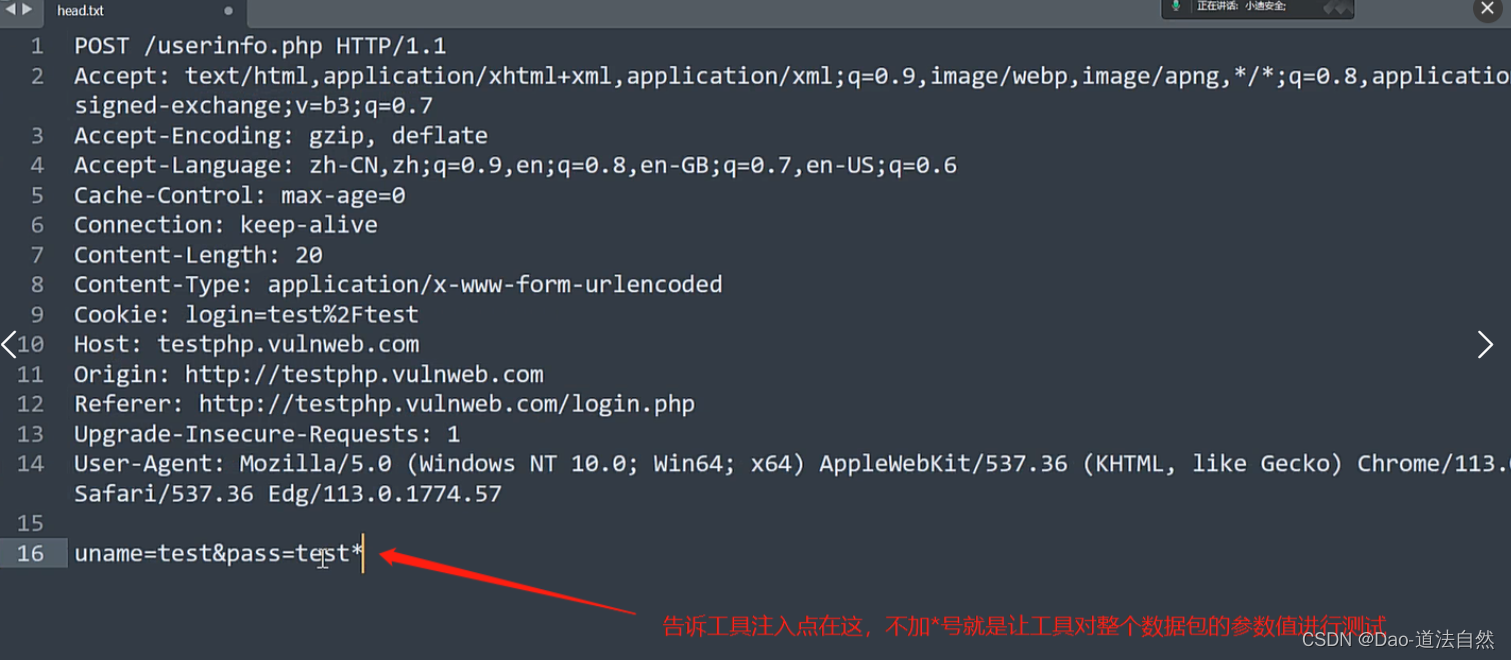 head.txt
正在讲话: 小迪安全;
1 POST /userinfo.php HTTP/1.1
2 Accept: text/html,application/xhtml+xml,application/xml;q=0.9,image/webp,image/apng,*/*;q=0.8,applicatio
signed-exchange;v=b3;q=0.7
3 Accept-Encoding: gzip, deflate
4 Accept-Language: zh-CN,zh;q=0.9,en;q=0.8,en-GB;q=0.7,en-US;q=0.6
5 Cache-Control: max-age=0
6 Connection: keep-alive
7 Content-Length: 20
8 Content-Type: application/x-www-form-urlencoded
9 Cookie: login=test%2Ftest
10 Host: testphp.vulnweb.com
11 Origin: http://testphp.vulnweb.com
12 Referer: http://testphp.vulnweb.com/login.php
13 Upgrade-Insecure-Requests: 1
14 User-Agent: Mozilla/5.0 (Windows NT 10.0; Win64; x64) AppleWebKit/537.36 (KHTML, like Gecko) Chrome/113.
Safari/537.36 Edg/113.0.1774.57
15
16 uname=test&pass=test*
告诉工具注入点在这，不加*号就是让工具对整个数据包的参数值进行测试
CSDN @Dao-道法自然